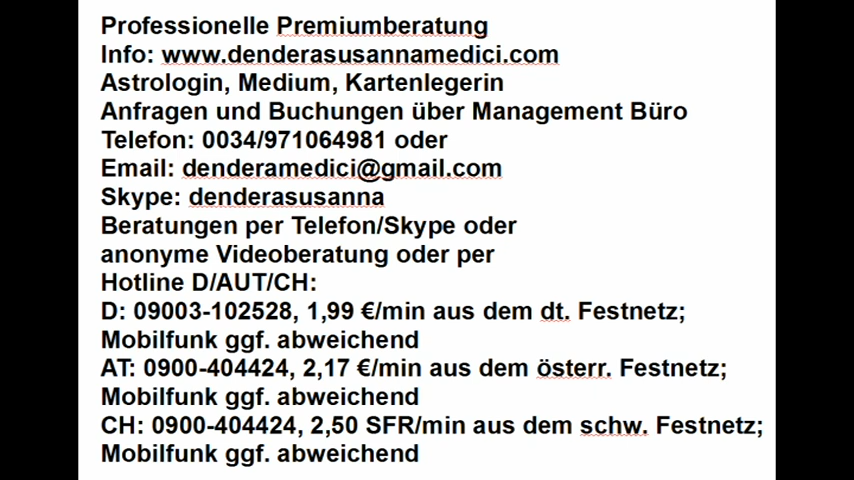 Professionelle Premiumberatung
Info: www.denderasusannamedici.com
Astrologin, Medium, Kartenlegerin
Anfragen und Buchungen über Management Büro
Telefon: 0034/971064981 oder
Email: denderamedici@gmail.com
Skype: denderasusanna
Beratungen per Telefon/Skype oder
anonyme Videoberatung oder per
Hotline D/AUT/CH:
D: 09003-102528, 1,99 €/min aus dem dt. Festnetz;
Mobilfunk ggf. abweichend
AT: 0900-404424, 2,17 €/min aus dem österr. Festnetz;
Mobilfunk ggf. abweichend
CH: 0900-404424, 2,50 SFR/min aus dem schw. Festnetz;
Mobilfunk ggf. abweichend